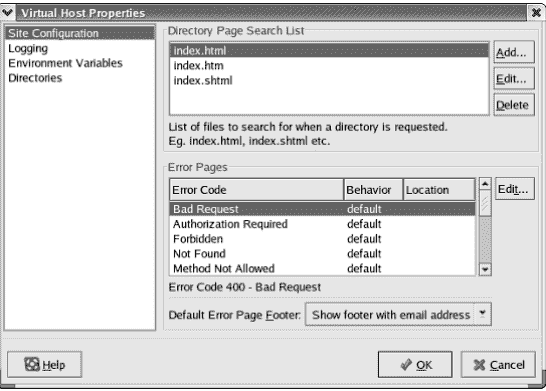 Virtual Host Properties
Site Configuration
Logging
Environment Variables
Directories
Directory Page Search List
index.html
index.htm
index.shtml
Add...
Edit...
Delete
List of files to search for when a directory is requested.
Eg. index.html, index.shtml etc.
Error Pages
Error Code Behavior Location
Bad Request default
Authorization Required default
Forbidden default
Not Found default
Method Not Allowed default
Edit...
Error Code 400 - Bad Request
Default Error Page Footer: Show footer with email address
Help
OK
Cancel